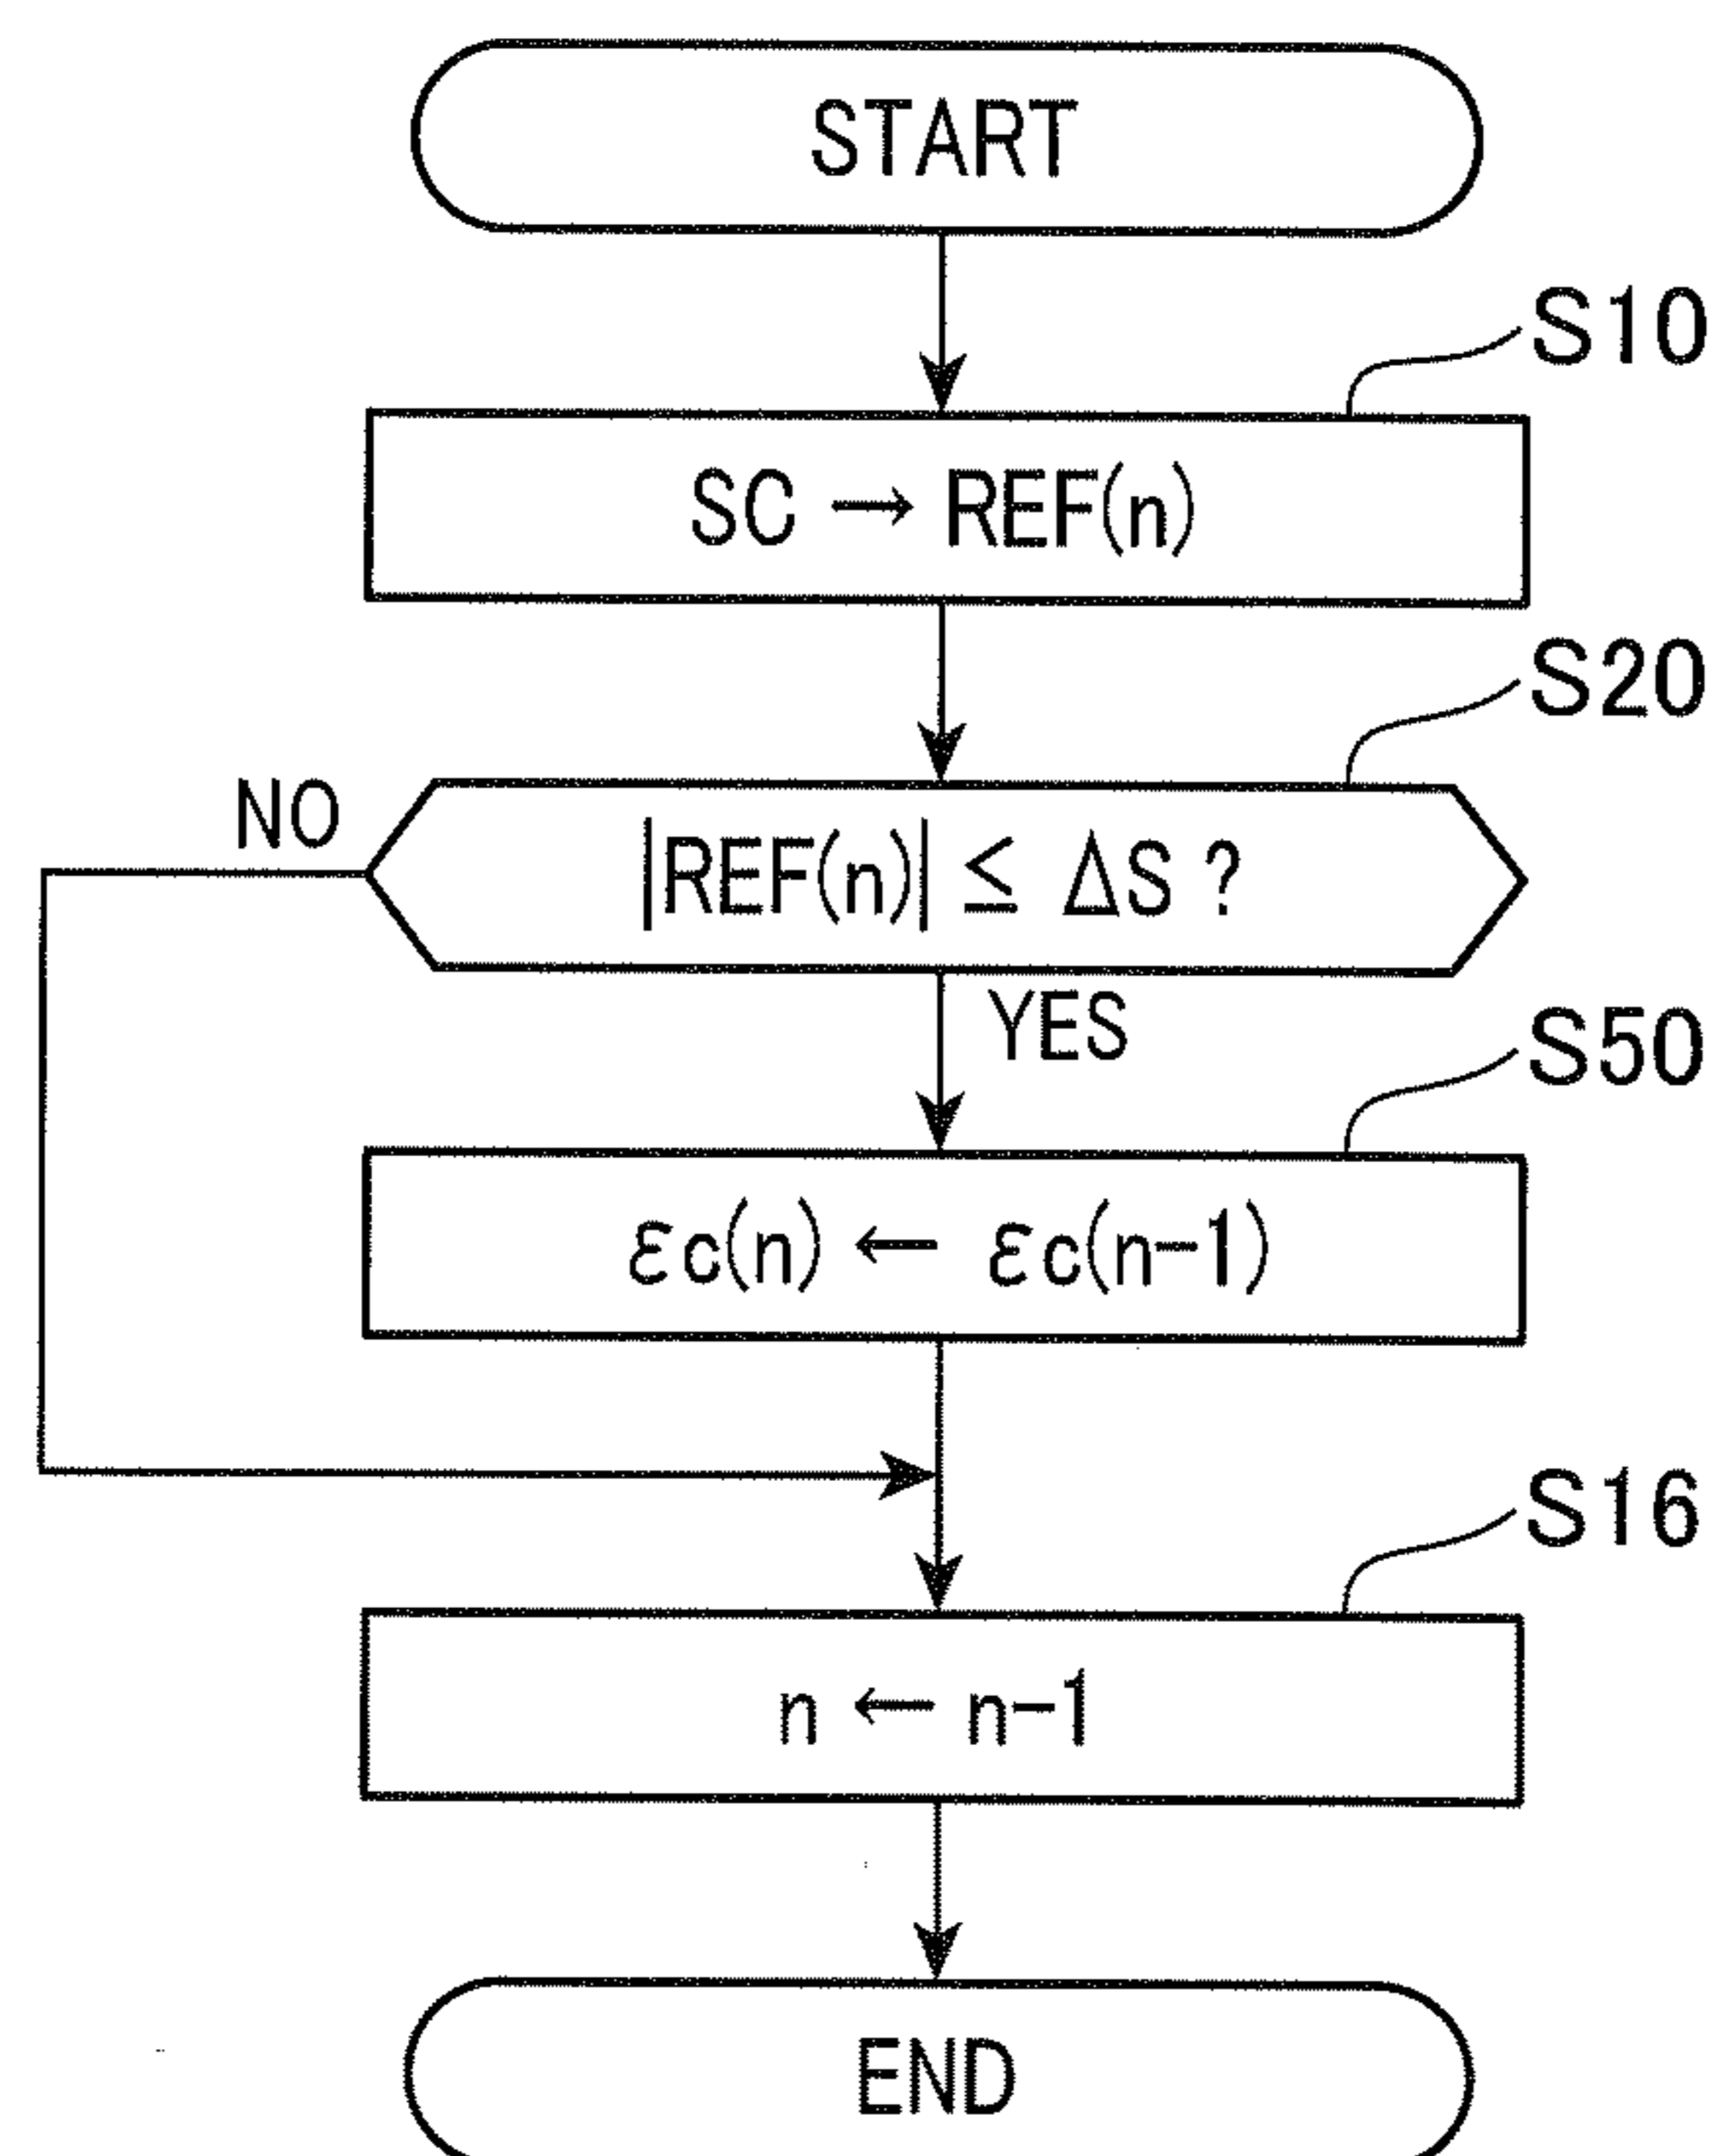 START
S10
SC → REF(n)
S20
NO
|REF(n)| ≤ ΔS ?
YES
S50
εc(n) ← εc(n-1)
S16
n ← n-1
END